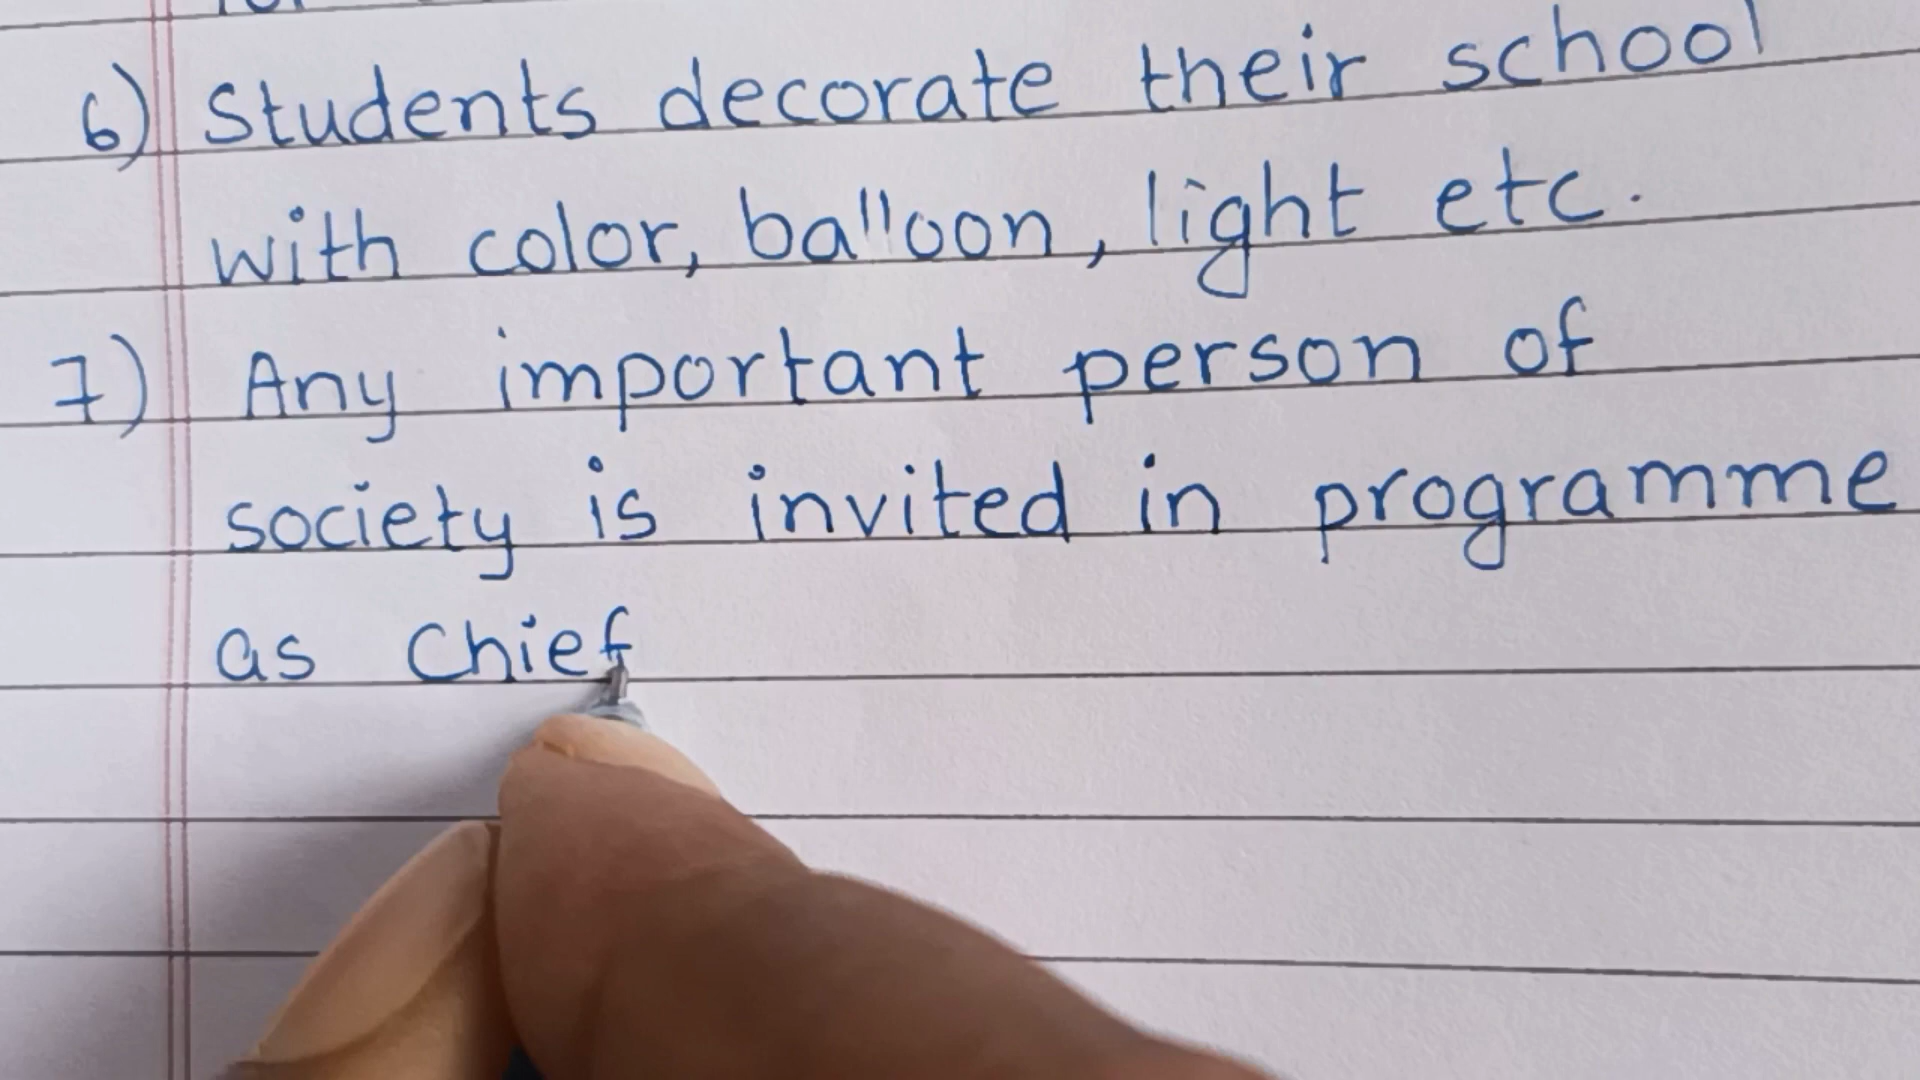 6) Students decorate their school
with color, balloon, light etc.
7) Any important person of
society is invited in programme
as Chief